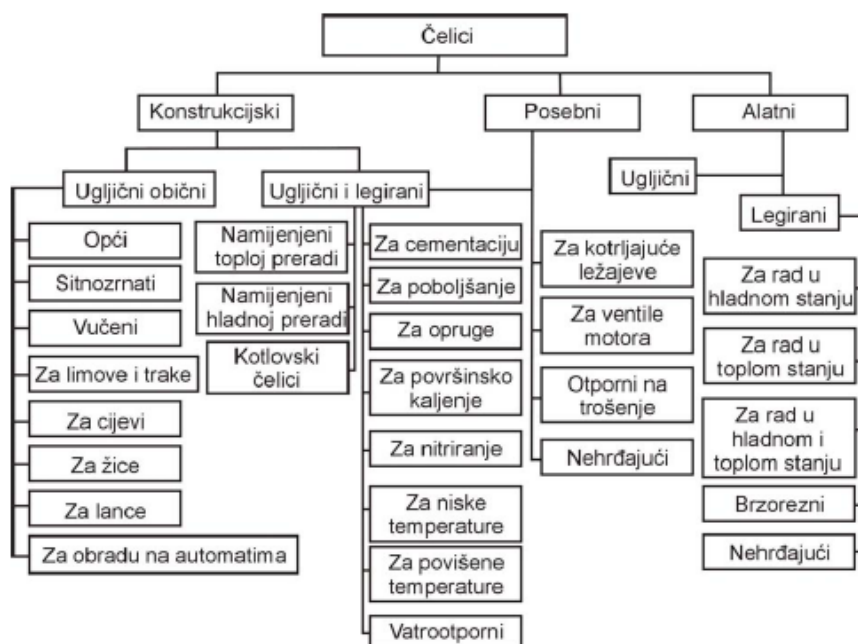 Čelici
Konstrukcijski
Posebni
Alatni
Ugljični obični
Ugljični i legirani
Ugljični
Legirani
Opći
Sitnozrnati
Vučeni
Za limove i trake
Za cijevi
Za žice
Za lance
Za obradu na automatima
Namijenjeni
toploj preradi
Namijenjeni
hladnoj preradi
Kotlovski
čelici
Za cementaciju
Za poboljšanje
Za opruge
Za površinsko
kaljenje
Za nitriranje
Za niske
temperature
Za povišene
temperature
Vatrootporni
Za kotrljajuće
ležajeve
Za ventile
motora
Otporni na
trošenje
Nehrđajući
Za rad u
hladnom stanju
Za rad u
toplom stanju
Za rad u
hladnom i
toplom stanju
Brzorezni
Nehrđajući